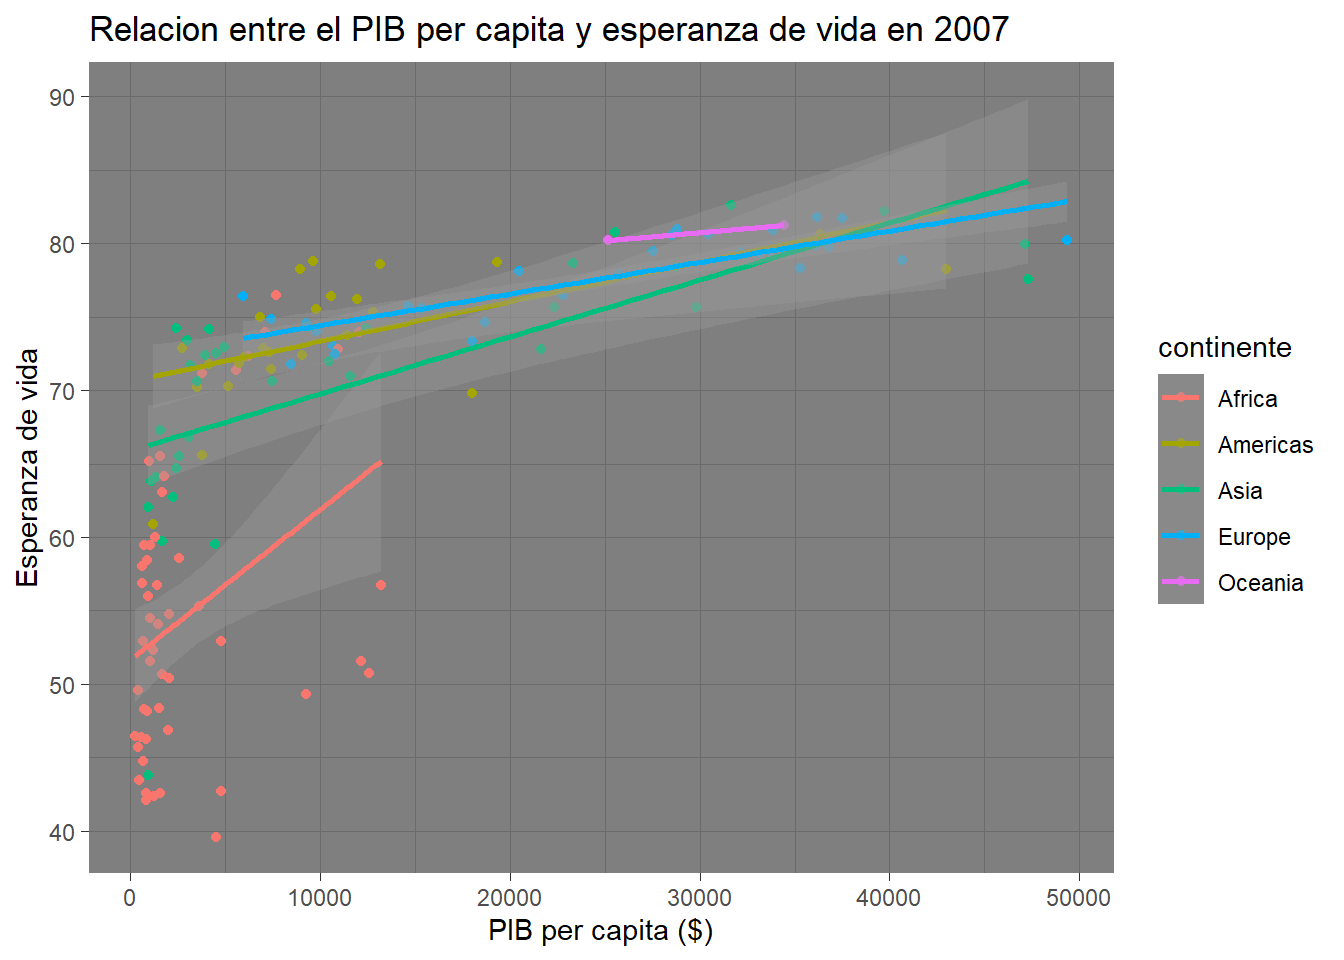 Relacion entre el PIB per capita y esperanza de vida en 2007
90
80
70
60
50
40
Esperanza de vida
0 10000 20000 30000 40000 50000
PIB per capita ($)
continente
Africa
Americas
Asia
Europe
Oceania